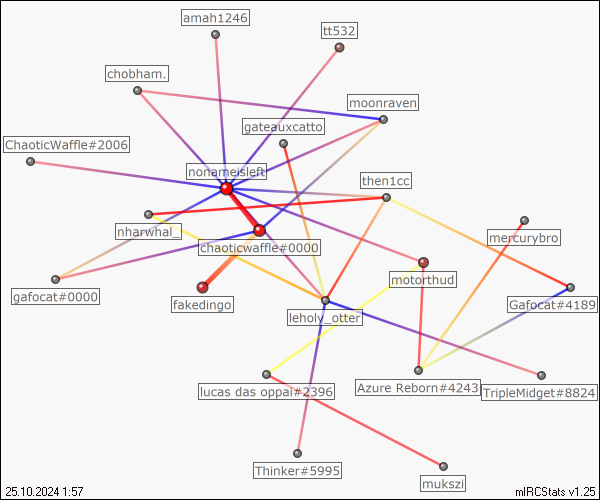 amah1246
tt532
chobham.
moonraven
gateauxcatto
ChaoticWaffle#2006
nonameisleft
then1cc
nharwhal_
mercurybro
chaoticwaffle#0000
motorthud
gafocat#0000
fakedingo
Gafocat#4189
leholy_otter
lucas das oppai#2396
Azure Reborn#4243
TripleMidget#8824
Thinker#5995
mukszi
25.10.2024 1:57
mIRCStats v1.25